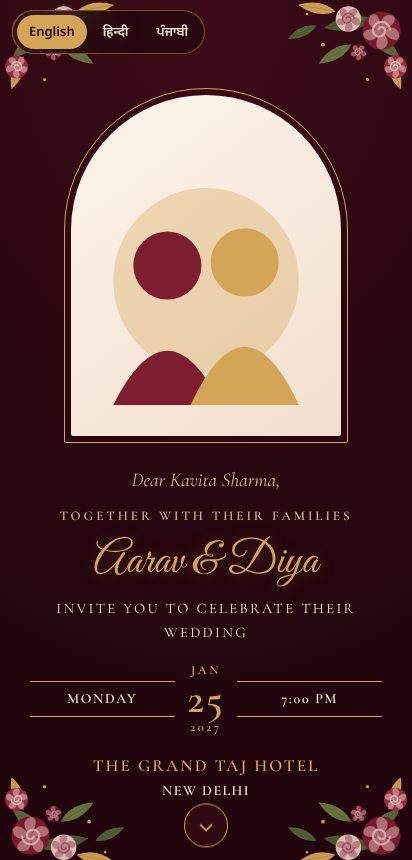 English हिन्दी ਪੰਜਾਬੀ
Dear Kavita Sharma,
TOGETHER WITH THEIR FAMILIES
Aarav & Diya
INVITE YOU TO CELEBRATE THEIR
WEDDING
JAN
MONDAY 25 7:00 PM
2027
THE GRAND TAJ HOTEL
NEW DELHI